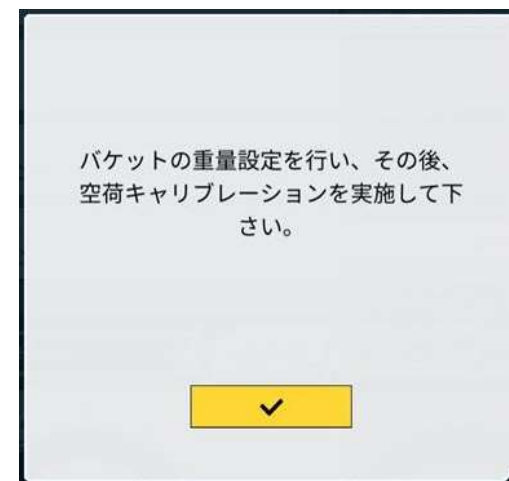 バケットの重量設定を行い、その後、
空荷キャリブレーションを実施して下
さい。